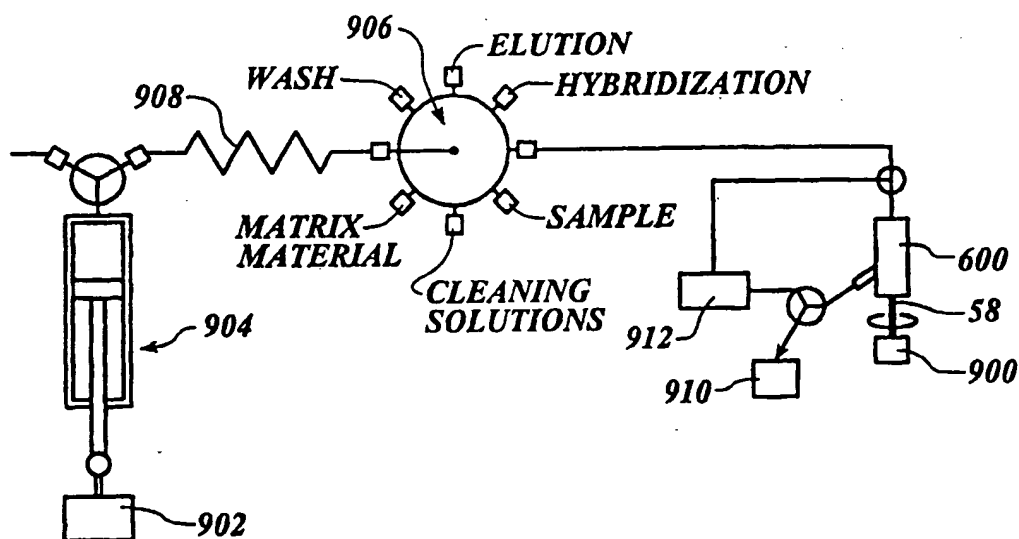 906
ELUTION
WASH
HYBRIDIZATION
908
MATRIX
MATERIAL
SAMPLE
CLEANING
SOLUTIONS
600
58
904
912
910
900
902